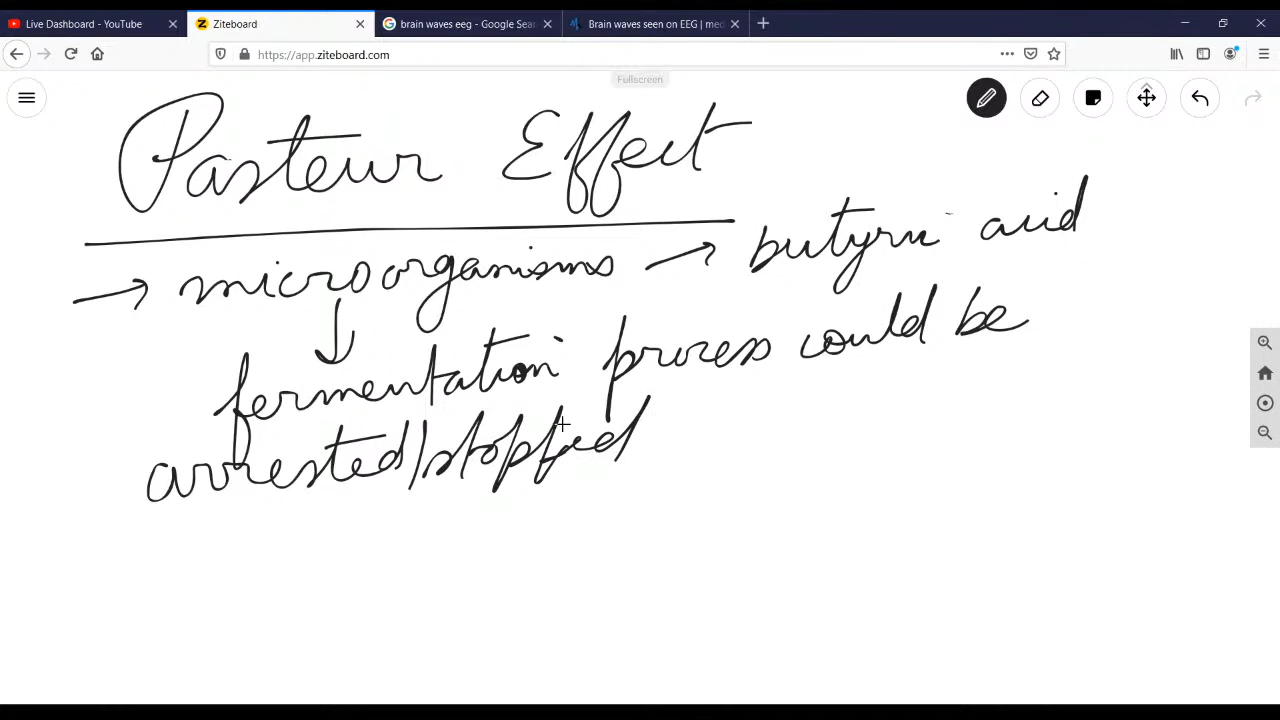 Live Dashboard - YouTube
Ziteboard
brain waves eeg - Google Sear
Brain waves seen on EEG | med
https://app.ziteboard.com
Fullscreen
Pasteur Effect
→ microorganisms → butyric acid
↓
fermentation process could be
arrested/stopped